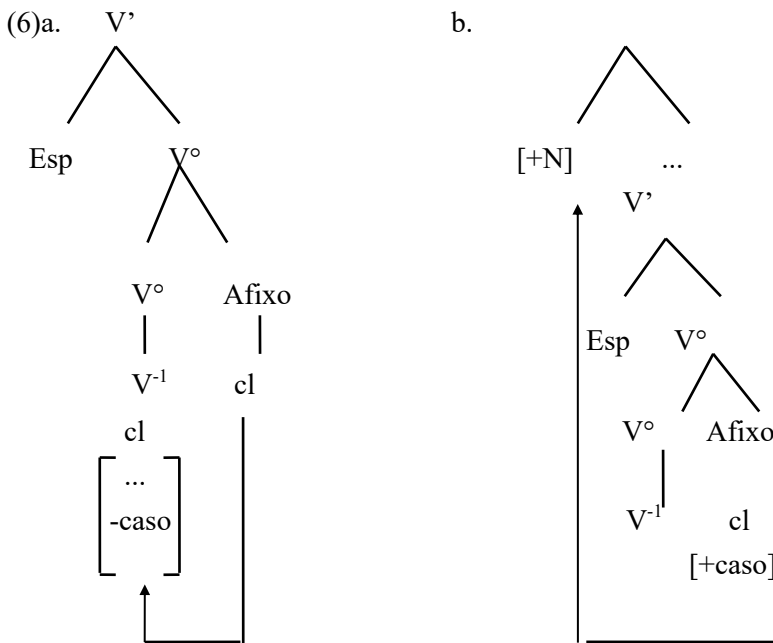 (6)a. V’ b.
Esp V° [+N] ...
V’
V° Afixo
Esp V°
V⁻¹ cl
cl V° Afixo
...
-caso V⁻¹ cl
[+caso]